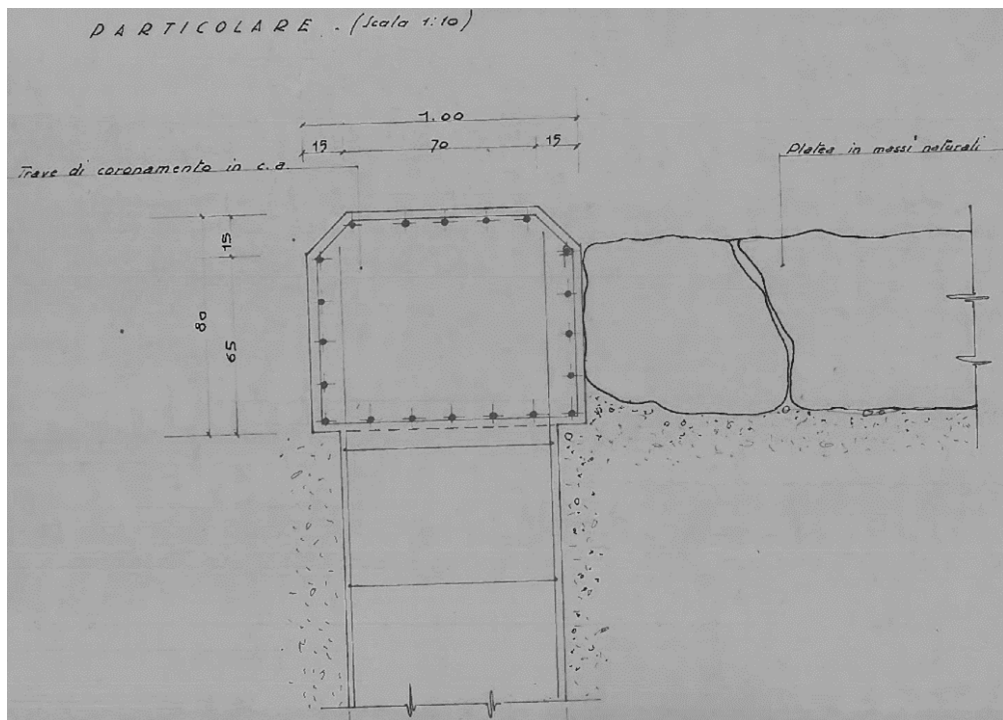 PARTICOLARE . (Scala 1:10)
1.00
15 70 15
Trave di coronamento in c.a.
Platea in massi naturali
15
80
65